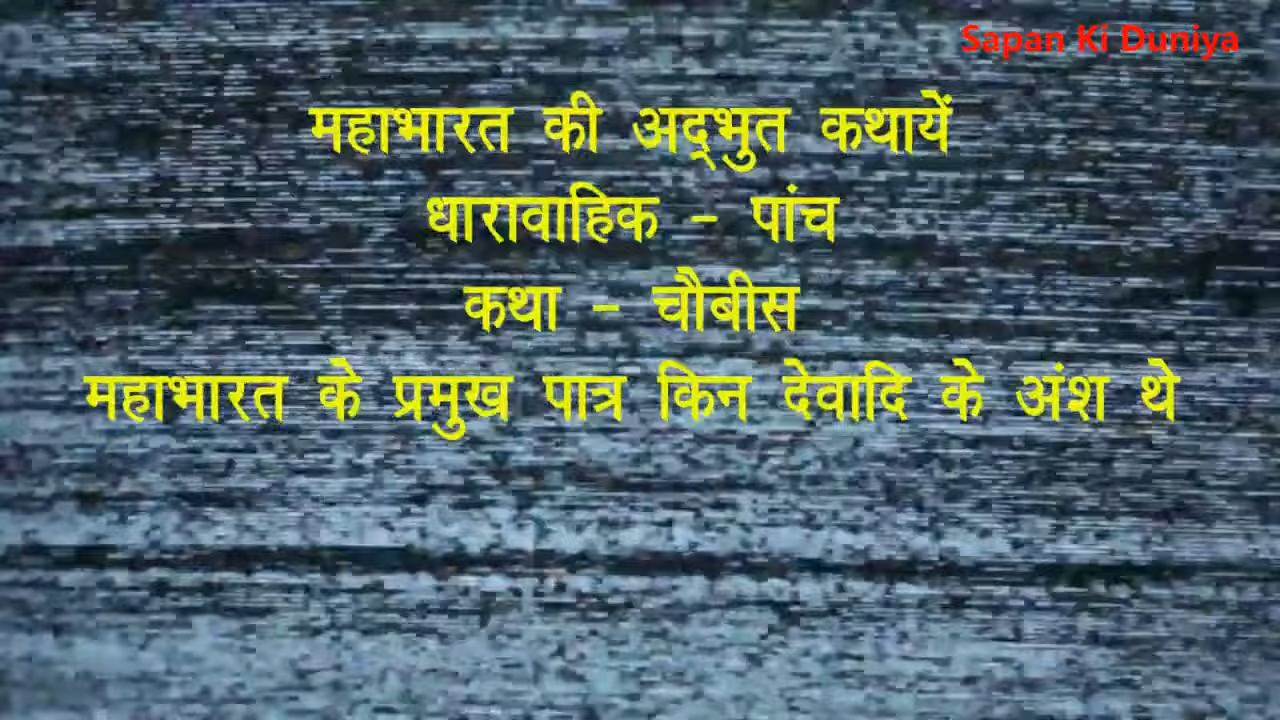 Sapan Ki Duniya
महाभारत की अद्भुत कथायें
धारावाहिक - पांच
कथा - चौबीस
महाभारत के प्रमुख पात्र किन देवादि के अंश थे